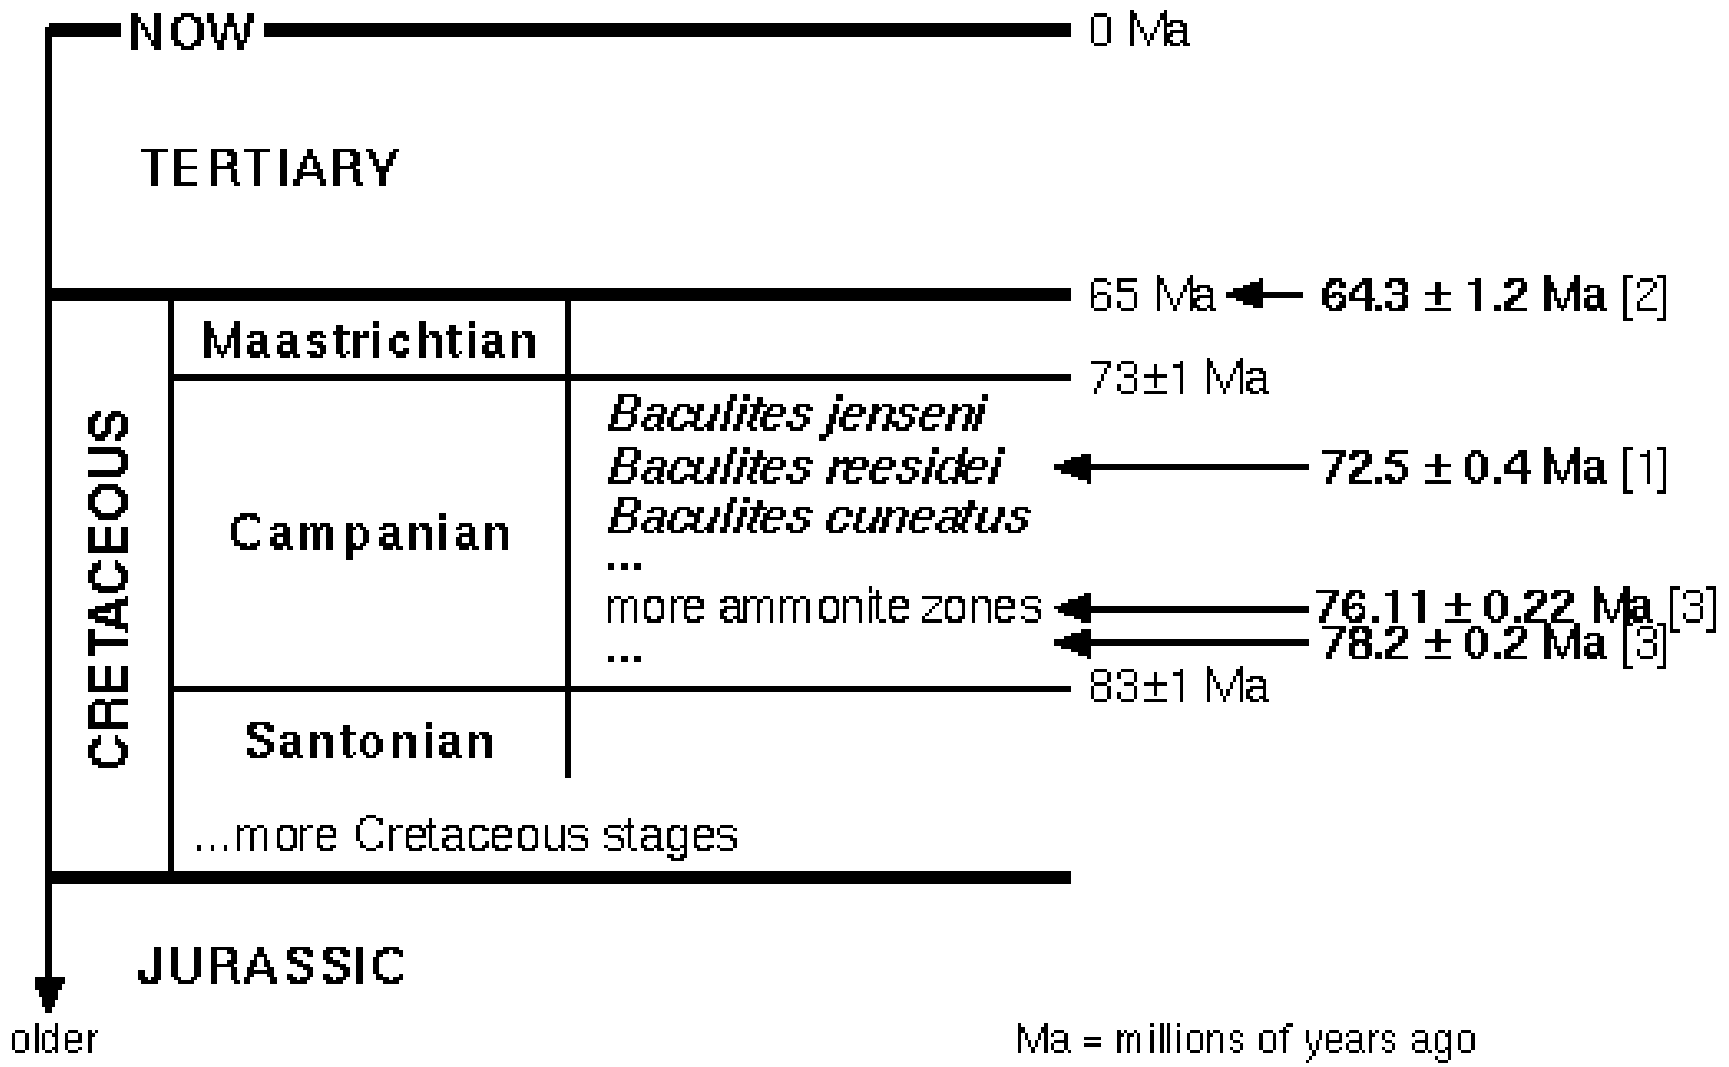 NOW 0 Ma
TERTIARY
65 Ma 64.3 ± 1.2 Ma [2]
Maastrichtian
73±1 Ma
CRETACEOUS
Campanian
Baculites jenseni
Baculites reesidei 72.5 ± 0.4 Ma [1]
Baculites cuneatus
...
more ammonite zones 76.11 ± 0.22 Ma [3]
... 78.2 ± 0.2 Ma [3]
83±1 Ma
Santonian
...more Cretaceous stages
JURASSIC
older
Ma = millions of years ago